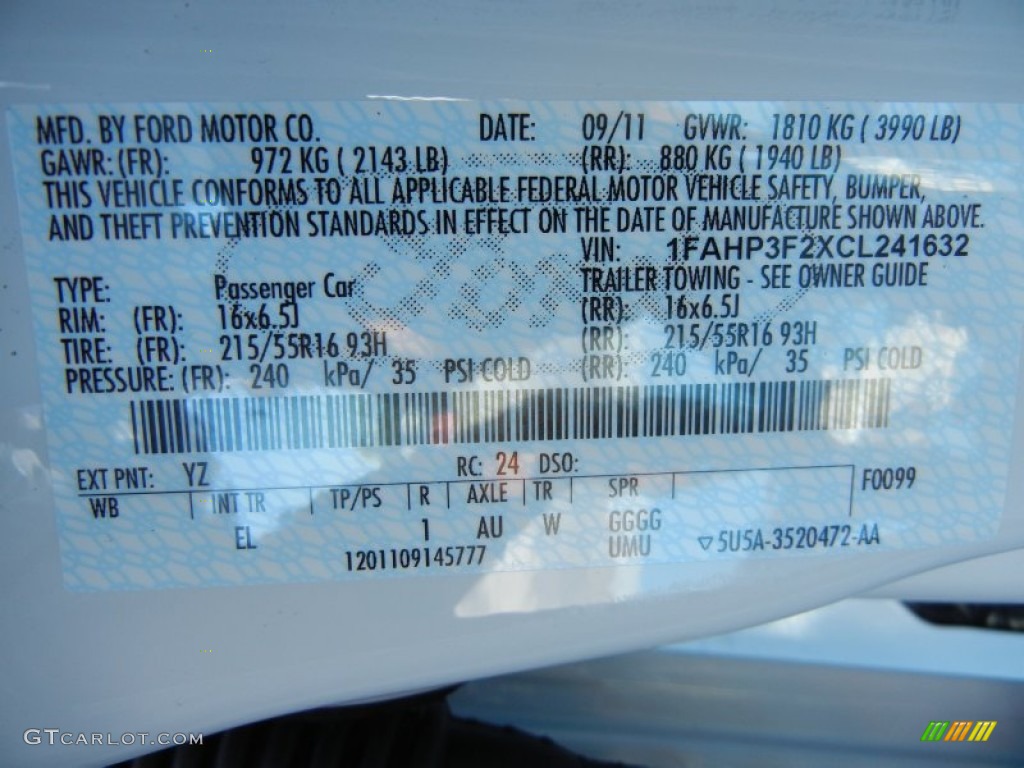 MFD. BY FORD MOTOR CO. DATE: 09/11 GVWR: 1810 KG ( 3990 LB)
GAWR: (FR): 972 KG ( 2143 LB) (RR): 880 KG ( 1940 LB)
THIS VEHICLE CONFORMS TO ALL APPLICABLE FEDERAL MOTOR VEHICLE SAFETY, BUMPER,
AND THEFT PREVENTION STANDARDS IN EFFECT ON THE DATE OF MANUFACTURE SHOWN ABOVE.
VIN: 1FAHP3F2XCL241632
TYPE: Passenger Car TRAILER TOWING - SEE OWNER GUIDE
RIM: (FR): 16x6.5J (RR): 16x6.5J
TIRE: (FR): 215/55R16 93H (RR): 215/55R16 93H
PRESSURE: (FR): 240 kPa/ 35 PSI COLD (RR): 240 kPa/ 35 PSI COLD
EXT PNT: YZ RC: 24 DSO:
WB INT TR TP/PS R AXLE TR SPR F0099
EL 1 AU W GGGG
UMU ▽5U5A-3520472-AA
1201109145777
GTCARLOT.COM